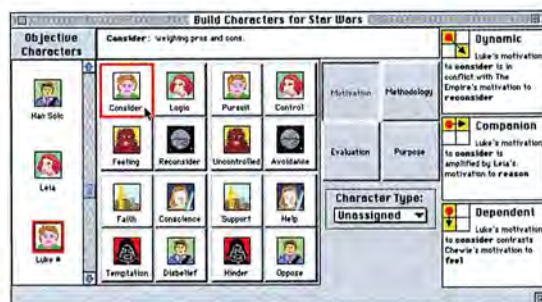 Build Characters for Star Wars
Objective
Characters
Consider: weighing pros and cons.
Han Solo
Leia
Luke #
Consider
Logic
Pursuit
Control
Feeling
Reconsider
Uncontrolled
Avoidance
Faith
Conscience
Support
Help
Temptation
Disbelief
Hinder
Oppose
Motivation
Methodology
Evaluation
Purpose
Character Type:
Unassigned
Dynamic
Luke's motivation
to consider is in
conflict with The
Empire's motivation to
reconsider
Companion
Luke's motivation
to consider is
amplified by Leia's
motivation to reason
Dependent
Luke's motivation
to consider contrasts
Chewie's motivation to
feel